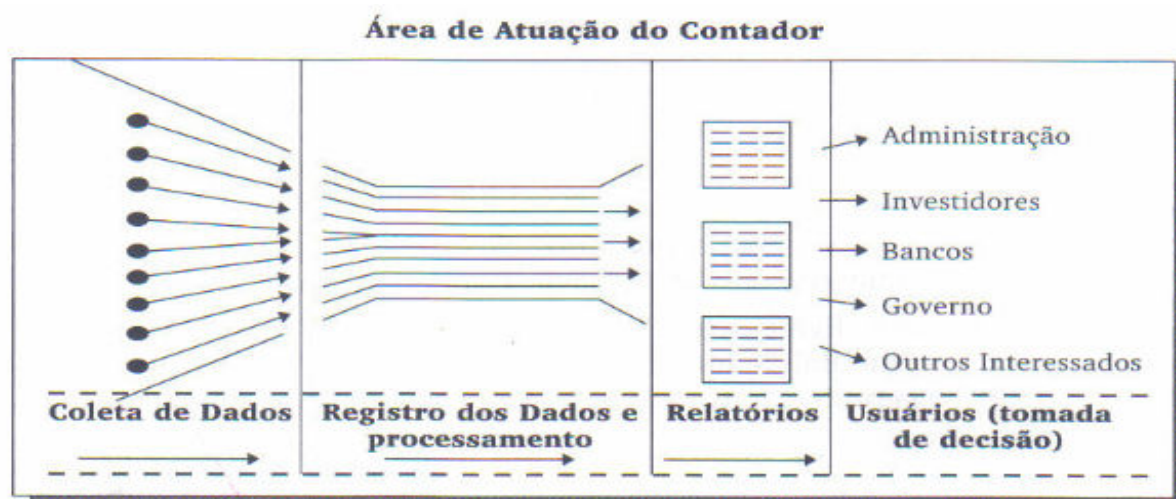 Área de Atuação do Contador
Administração
Investidores
Bancos
Governo
Outros Interessados
Coleta de Dados
Registro dos Dados e
processamento
Relatórios
Usuários (tomada
de decisão)